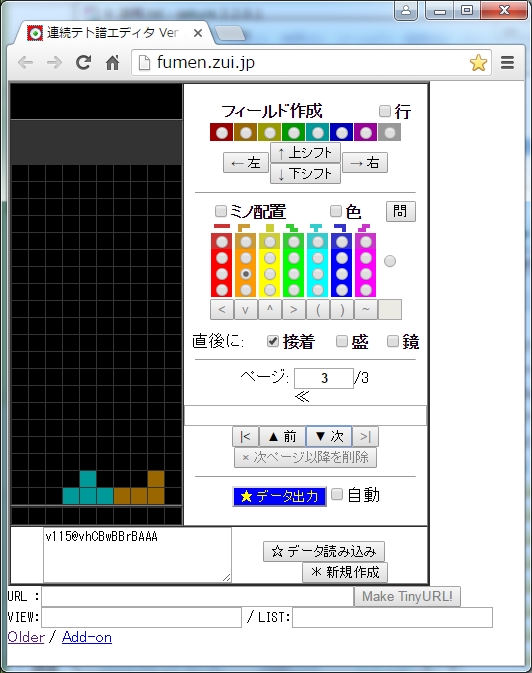 連続テト譜エディタ Ver
fumen.zui.jp
フィールド作成 行
← 左 ↑ 上シフト → 右
↓ 下シフト
ミノ配置 色 問
< v ^ > ( ) ~
直後に: 接着 盛 鏡
ページ: 3 /3
≪
|< ▲ 前 ▼ 次 >|
× 次ページ以降を削除
★ データ出力 自動
v115@vhCBwBBrBAAA
☆ データ読み込み
＊ 新規作成
URL : Make TinyURL!
VIEW: / LIST:
Older / Add-on